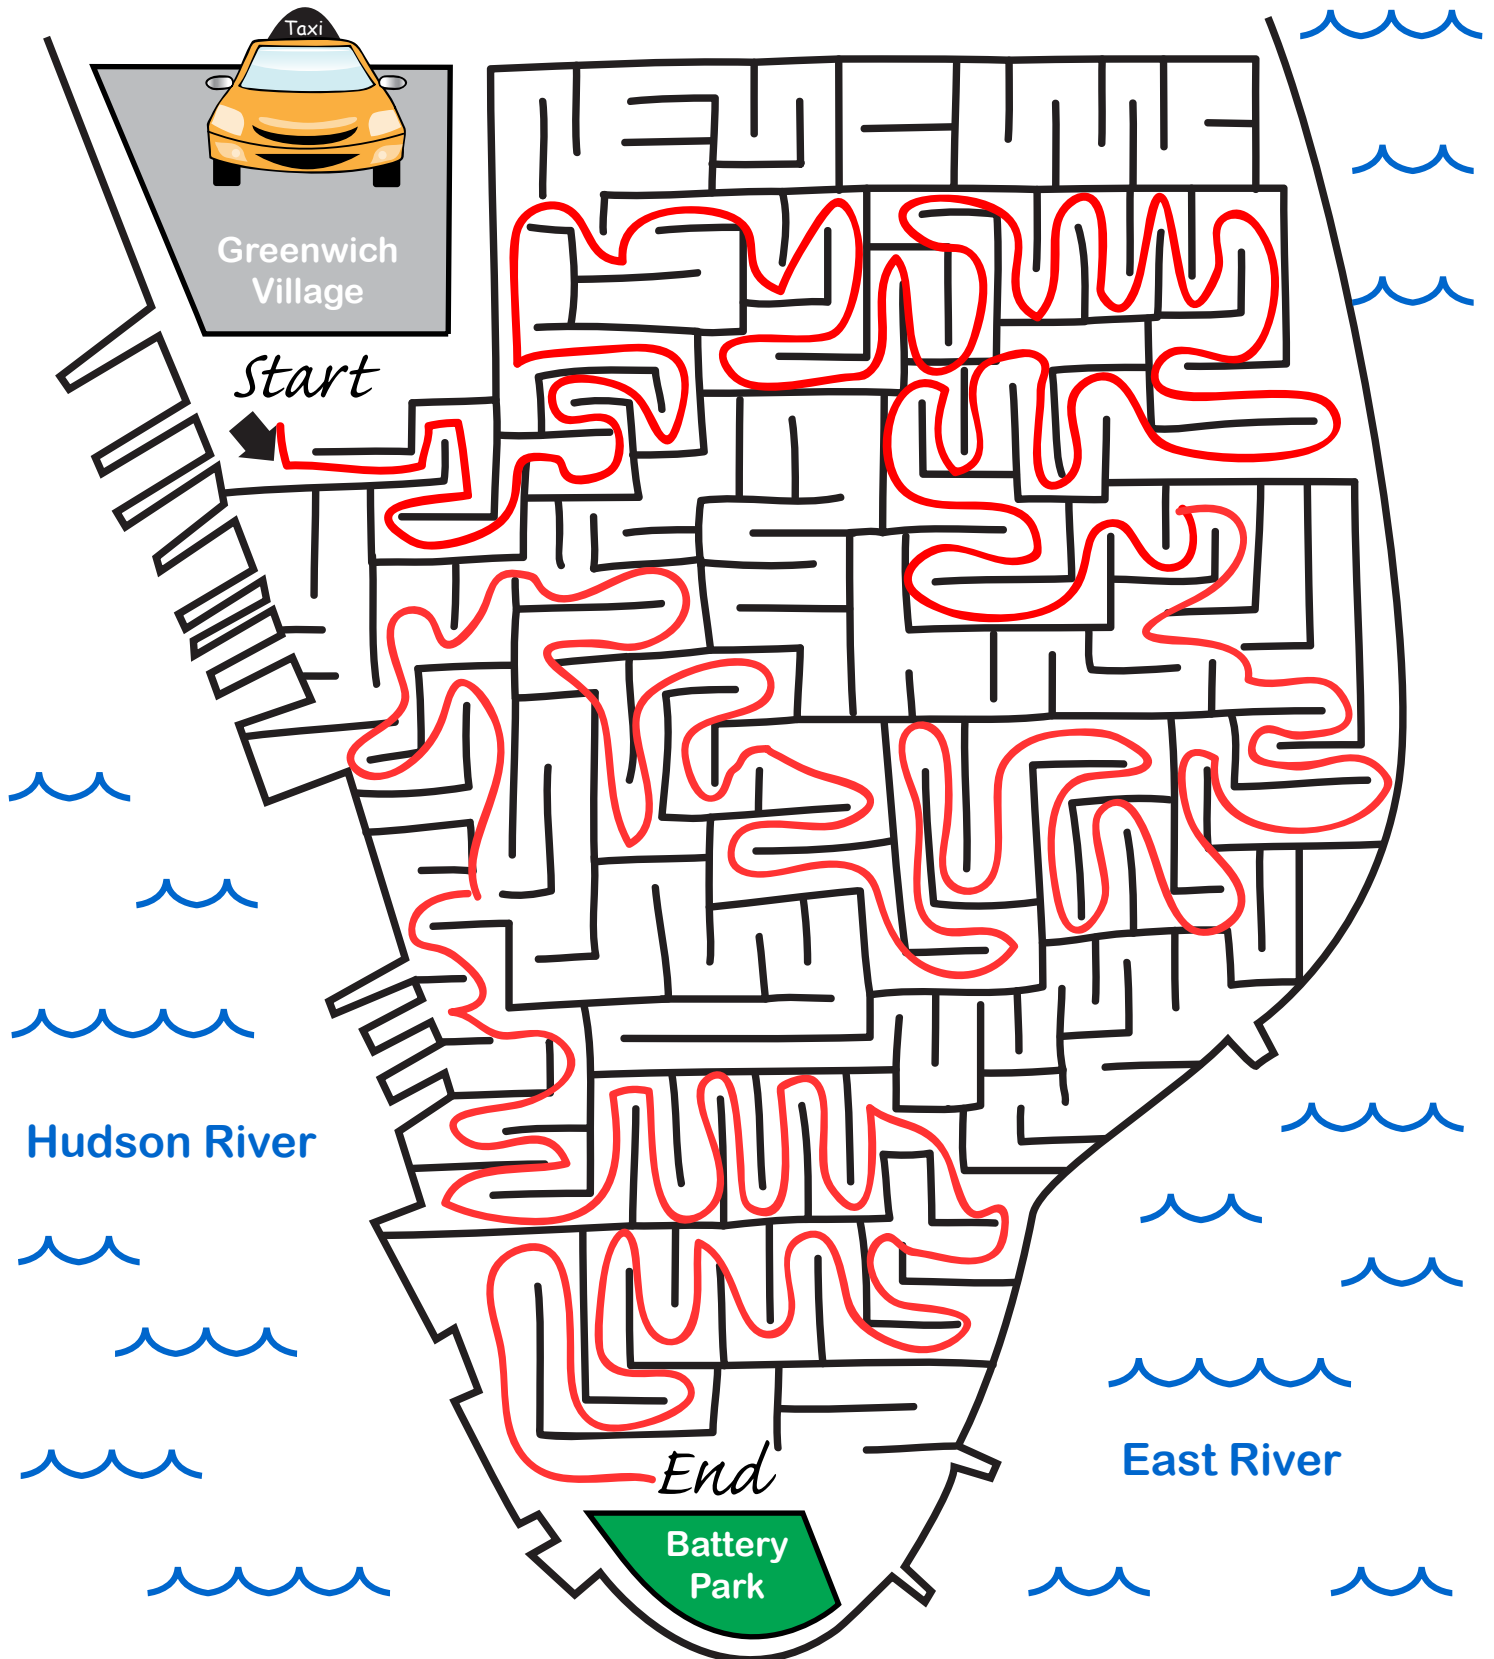 Taxi
Greenwich
Village
Start
Hudson River
East River
End
Battery
Park